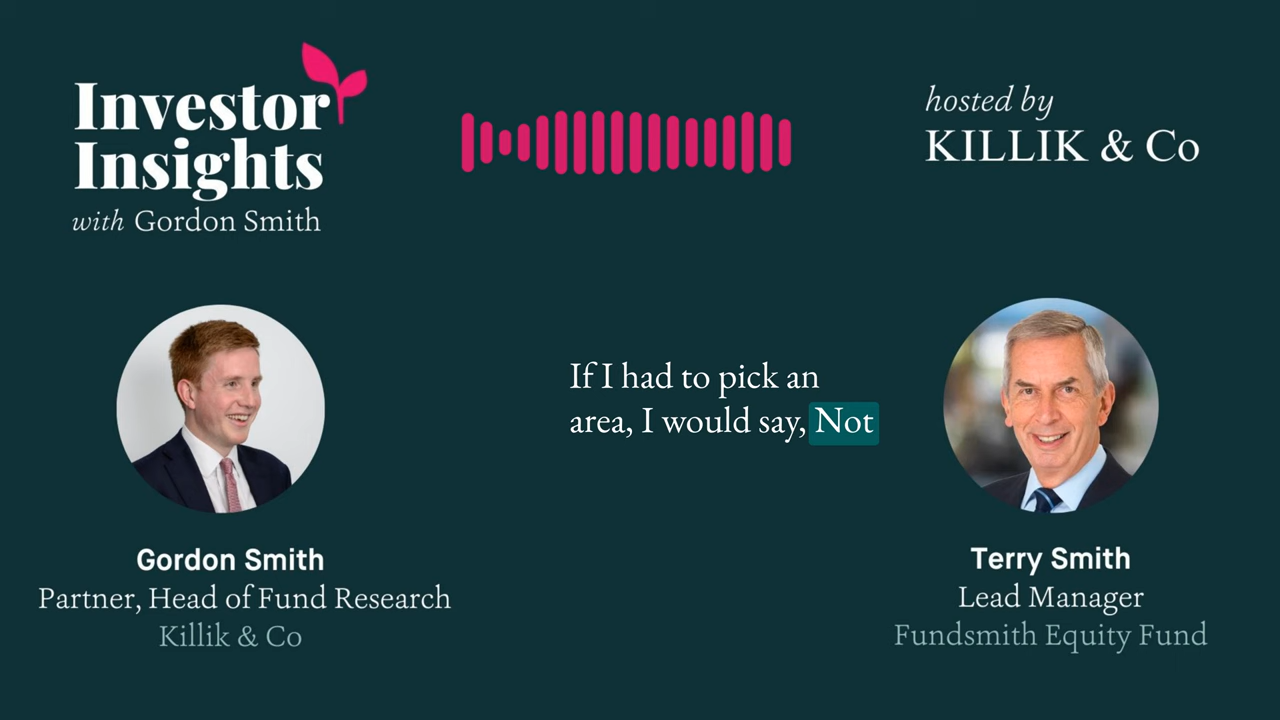 Investor
Insights
with Gordon Smith
hosted by
KILLIK & Co
If I had to pick an
area, I would say, Not
Gordon Smith
Partner, Head of Fund Research
Killik & Co
Terry Smith
Lead Manager
Fundsmith Equity Fund